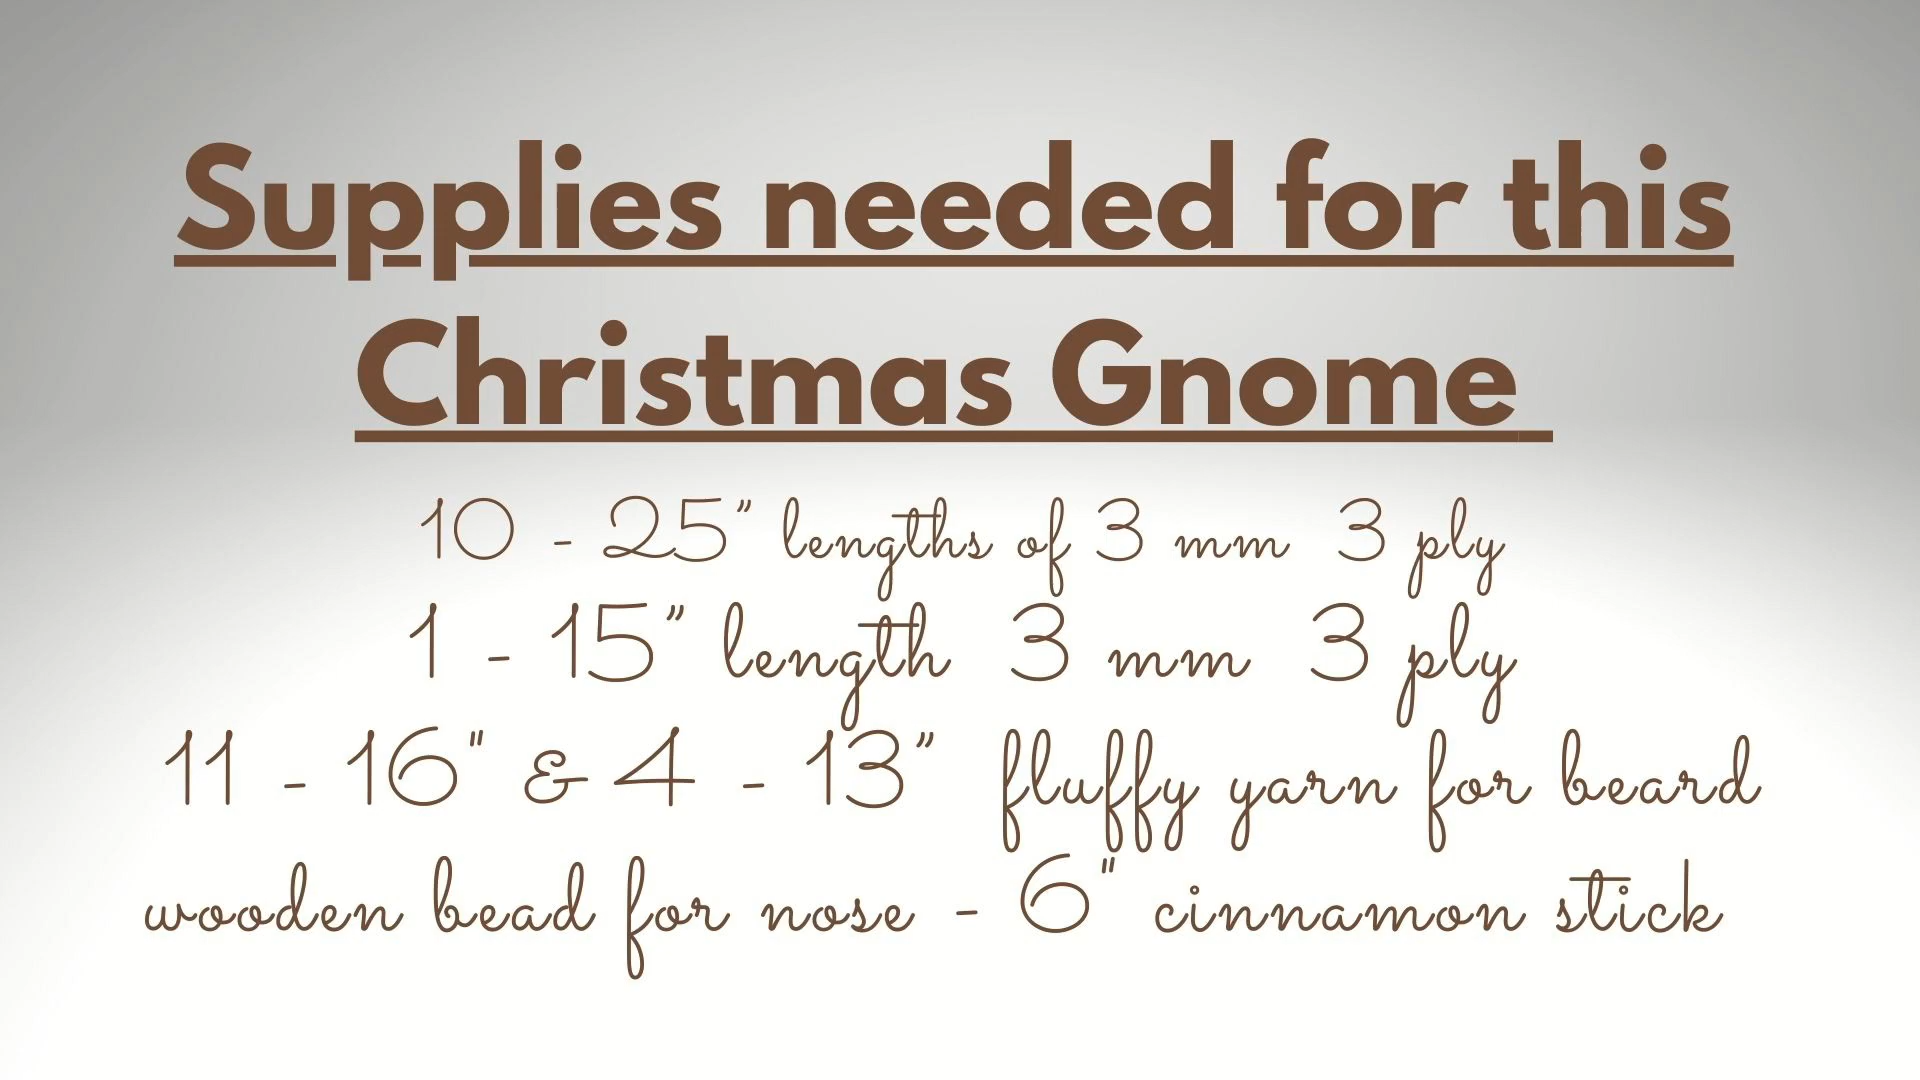 Supplies needed for this
Christmas Gnome
10 - 25” lengths of 3 mm 3 ply
1 - 15” length 3 mm 3 ply
11 - 16" & 4 - 13” fluffy yarn for beard
wooden bead for nose - 6" cinnamon stick